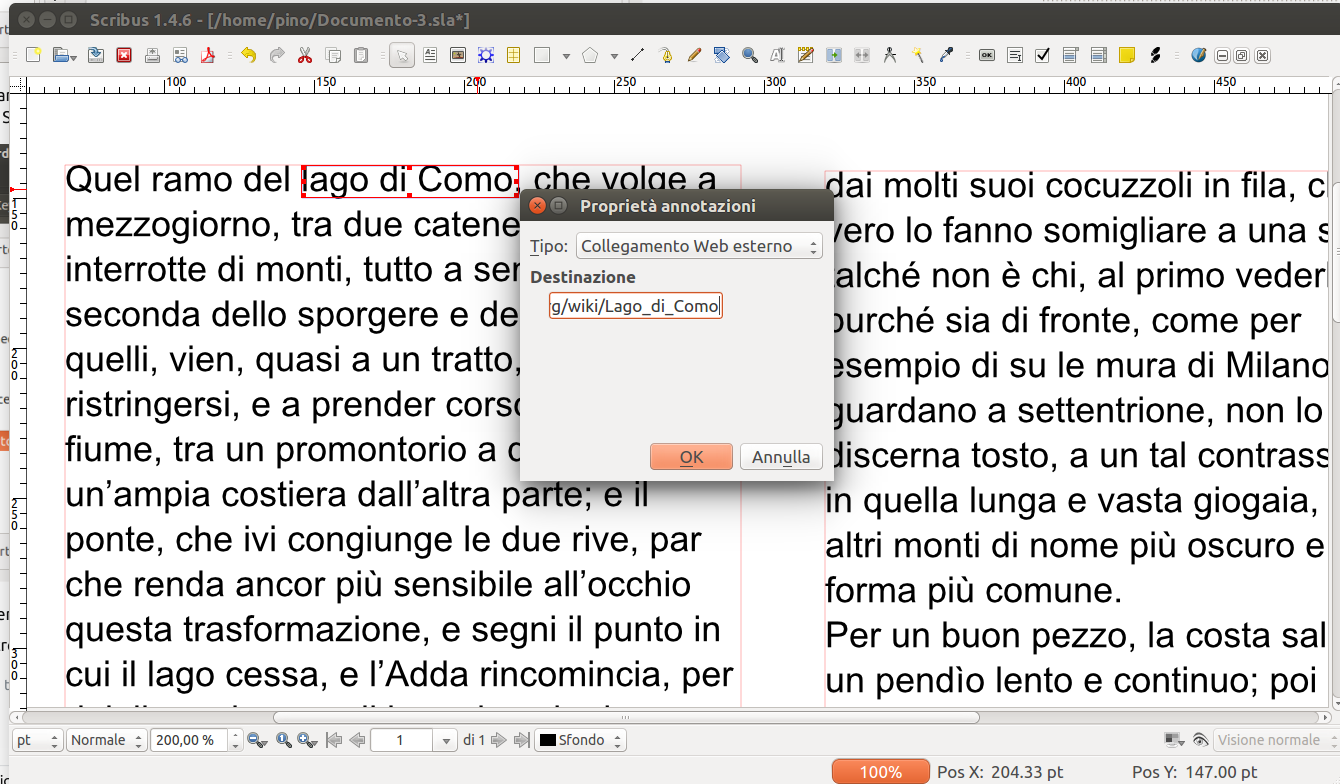 Scribus 1.4.6 - [/home/pino/Documento-3.sla*]
OK
100 150 200 250 300 350 400 450
150
200
250
300
Quel ramo del lago di Como, che volge a
mezzogiorno, tra due catene
interrotte di monti, tutto a
seconda dello sporgere e
quelli, vien, quasi a un tratto,
ristringersi, e a prender
fiume, tra un promontorio a
un’ampia costiera dall’altra parte; e il
ponte, che ivi congiunge le due rive, par
che renda ancor più sensibile all’occhio
questa trasformazione, e segni il punto in
cui il lago cessa, e l’Adda rincomincia, per
dai molti suoi cocuzzoli in fila,
vero lo fanno somigliare a una
talché non è chi, al primo
purché sia di fronte, come per
esempio di su le mura di Milano
guardano a settentrione, non lo
discerna tosto, a un tal
in quella lunga e vasta giogaia,
altri monti di nome più oscuro e
forma più comune.
Per un buon pezzo, la costa
un pendìo lento e continuo; poi
Proprietà annotazioni
Tipo: Collegamento Web esterno
Destinazione
g/wiki/Lago_di_Como
OK Annulla
pt Normale 200,00 % 1 di 1 Sfondo Visione normale
100% Pos X: 204.33 pt Pos Y: 147.00 pt